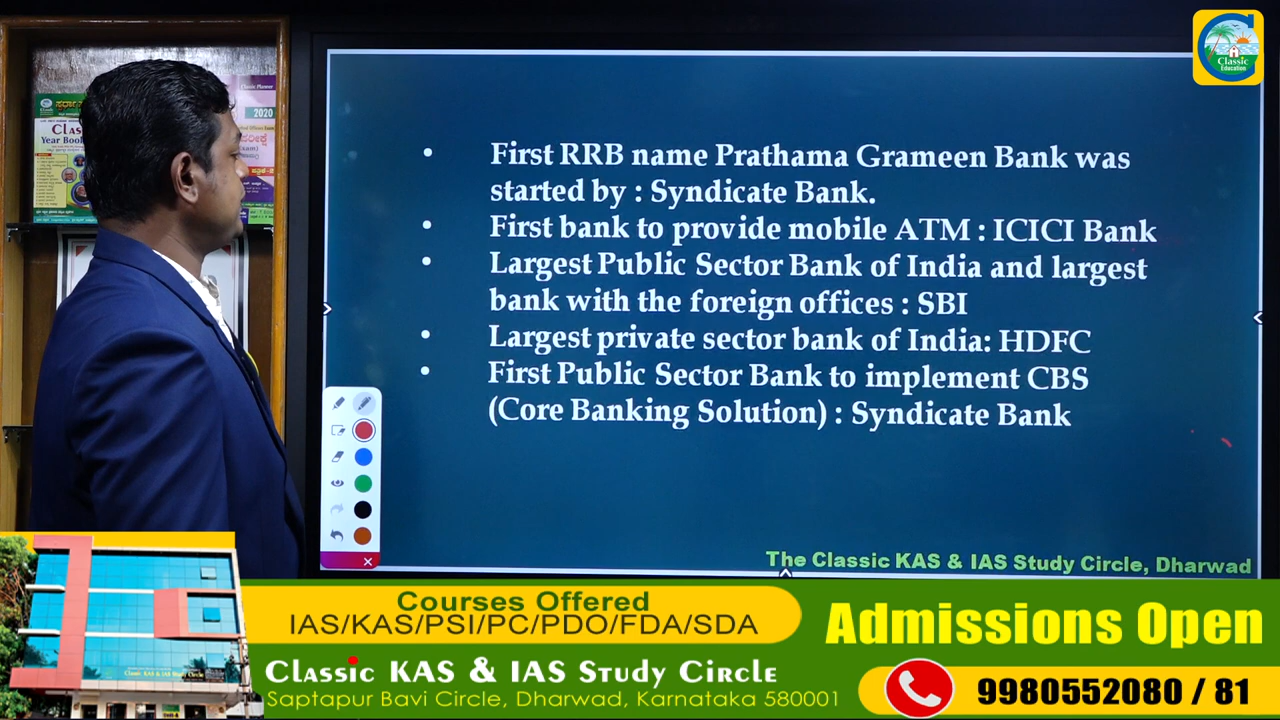 Classic
Education
Classic Planner
2020
Year Book
• First RRB name Prathama Grameen Bank was
started by : Syndicate Bank.
• First bank to provide mobile ATM : ICICI Bank
• Largest Public Sector Bank of India and largest
bank with the foreign offices : SBI
• Largest private sector bank of India: HDFC
• First Public Sector Bank to implement CBS
(Core Banking Solution) : Syndicate Bank
The Classic KAS & IAS Study Circle, Dharwad
Courses Offered
IAS/KAS/PSI/PC/PDO/FDA/SDA
Admissions Open
Classic KAS & IAS Study Circle
Saptapur Bavi Circle, Dharwad, Karnataka 580001
9980552080 / 81